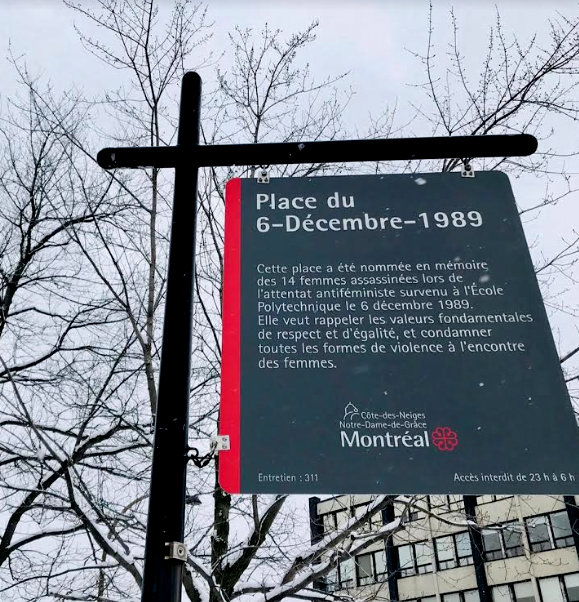 Place du
6-Décembre-1989
Cette place a été nommée en mémoire
des 14 femmes assassinées lors de
l'attentat antiféministe survenu à l'École
Polytechnique le 6 décembre 1989.
Elle veut rappeler les valeurs fondamentales
de respect et d'égalité, et condamner
toutes les formes de violence à l'encontre
des femmes.
Côte-des-Neiges
Notre-Dame-de-Grâce
Montréal
Entretien : 311
Accès interdit de 23 h à 6 h